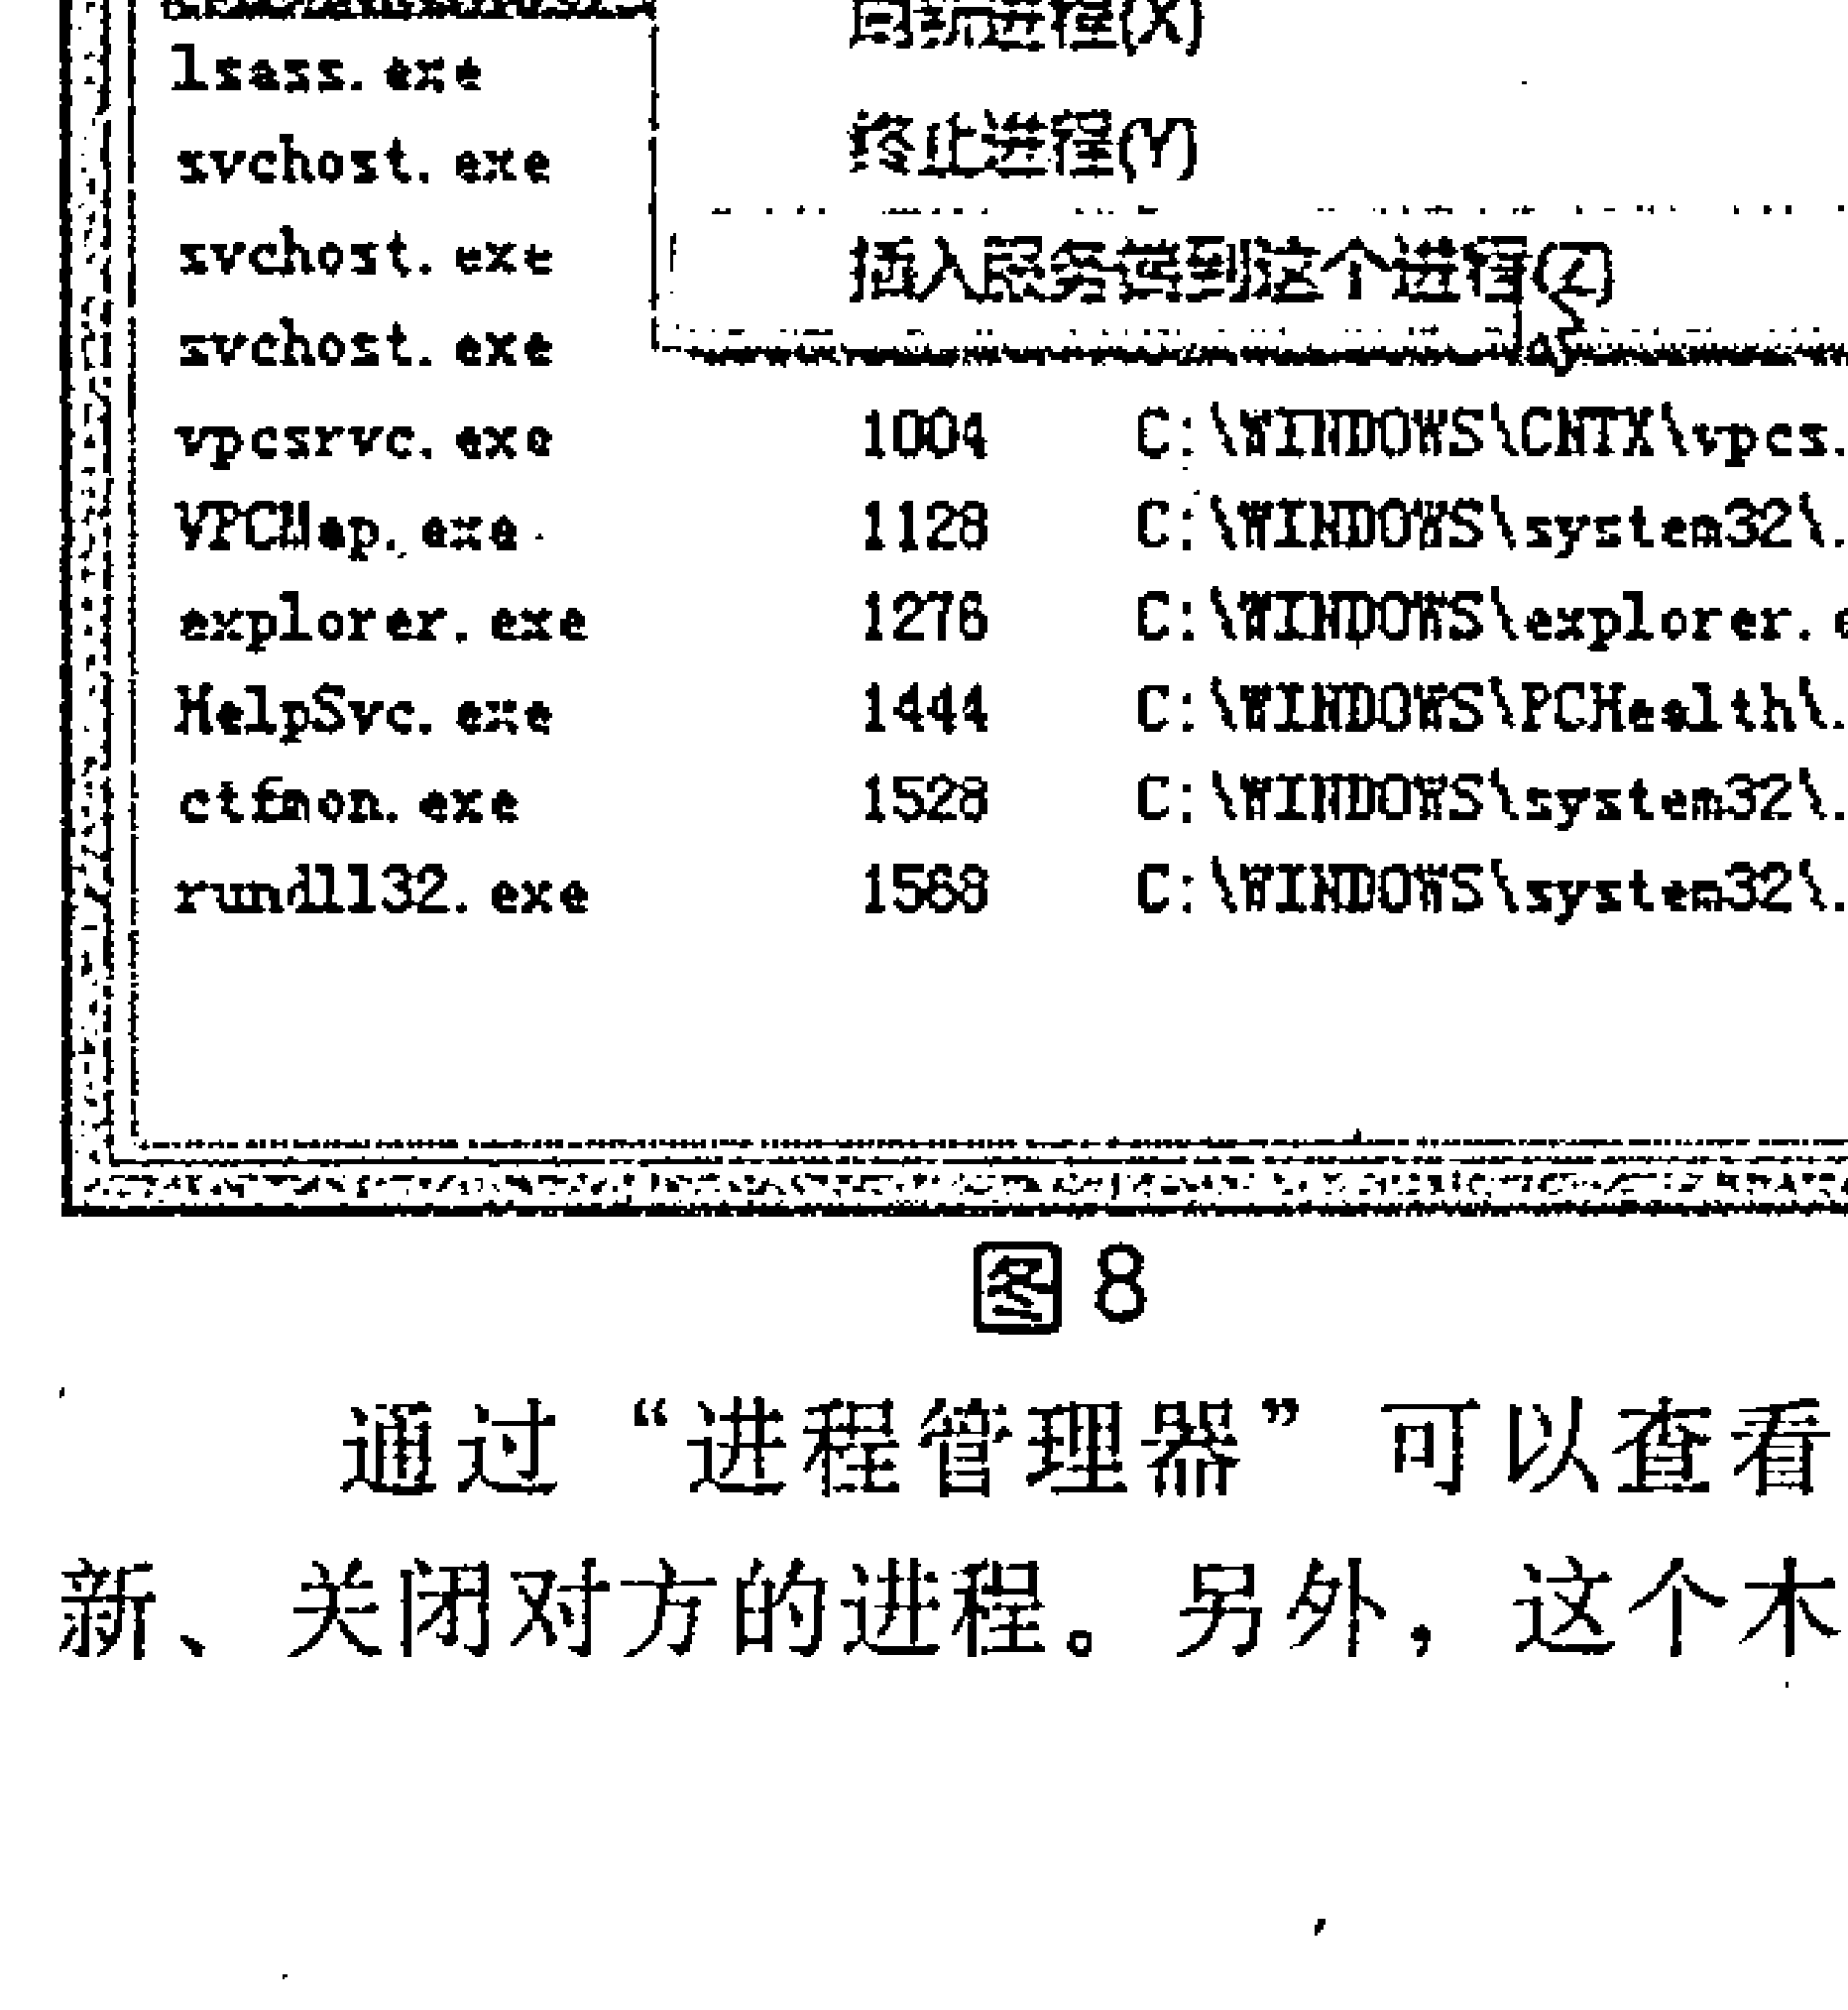 进程(X)
lsass.exe
终止进程(Y)
svchost.exe
svchost.exe
插入服务端到这个进程(Z)
svchost.exe
vpcsrvc.exe 1004 C:\WINDOWS\CNTX\vpcs.
VPCMap.exe 1128 C:\WINDOWS\system32\.
explorer.exe 1276 C:\WINDOWS\explorer.e
HelpSvc.exe 1444 C:\WINDOWS\PCHealth\.
ctfmon.exe 1528 C:\WINDOWS\system32\.
rundll32.exe 1568 C:\WINDOWS\system32\.
图 8
通过“进程管理器”可以查看
新、关闭对方的进程。另外，这个木